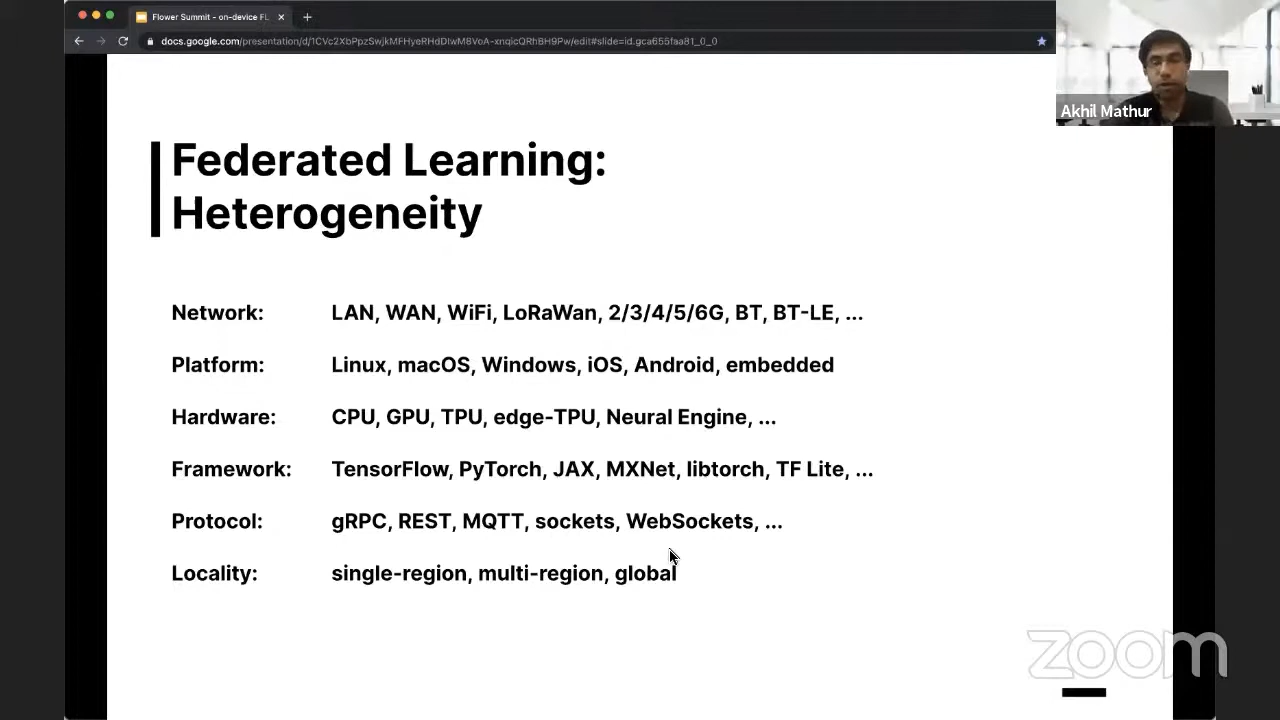 Flower Summit - on-device FL
docs.google.com/presentation/d/1CVc2XbPpzSwjkMFHyeRHdDlwM8VoA-xnqicQRhBH9Pw/edit#slide=id.gca655faa81_0_0
Akhil Mathur
Federated Learning:
Heterogeneity
Network: LAN, WAN, WiFi, LoRaWan, 2/3/4/5/6G, BT, BT-LE, ...
Platform: Linux, macOS, Windows, iOS, Android, embedded
Hardware: CPU, GPU, TPU, edge-TPU, Neural Engine, ...
Framework: TensorFlow, PyTorch, JAX, MXNet, libtorch, TF Lite, ...
Protocol: gRPC, REST, MQTT, sockets, WebSockets, ...
Locality: single-region, multi-region, global
zoom